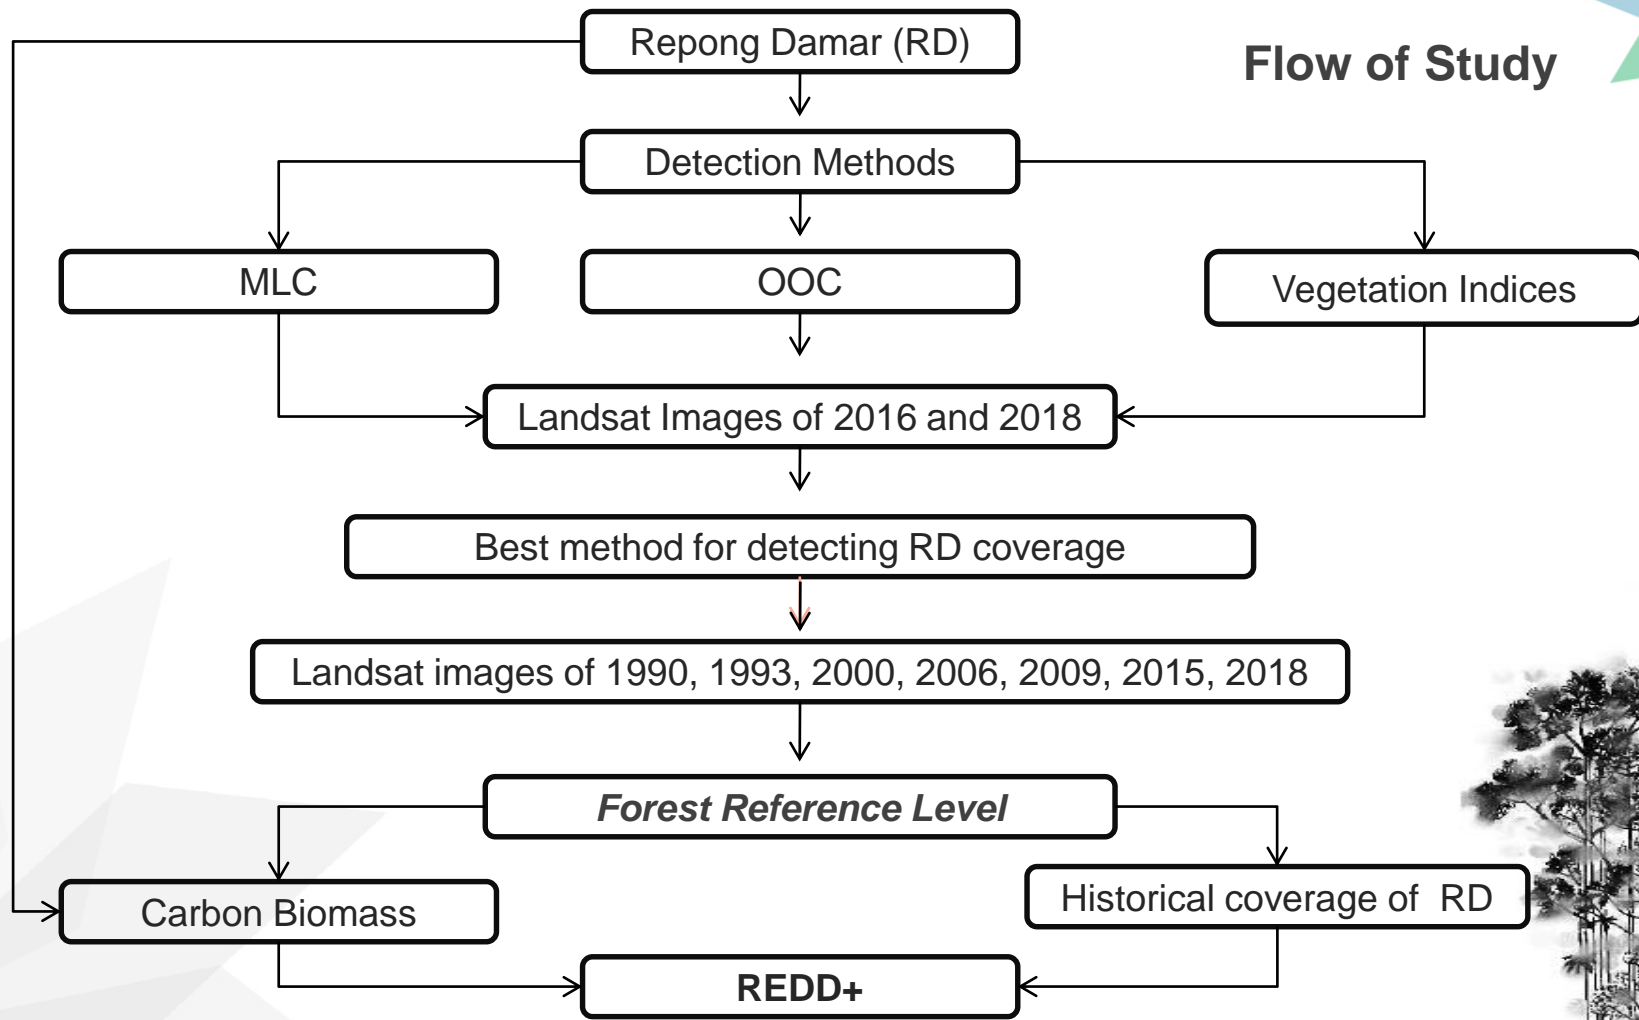 Repong Damar (RD)
Flow of Study
Detection Methods
MLC
OOC
Vegetation Indices
Landsat Images of 2016 and 2018
Best method for detecting RD coverage
Landsat images of 1990, 1993, 2000, 2006, 2009, 2015, 2018
Forest Reference Level
Carbon Biomass
Historical coverage of RD
REDD+